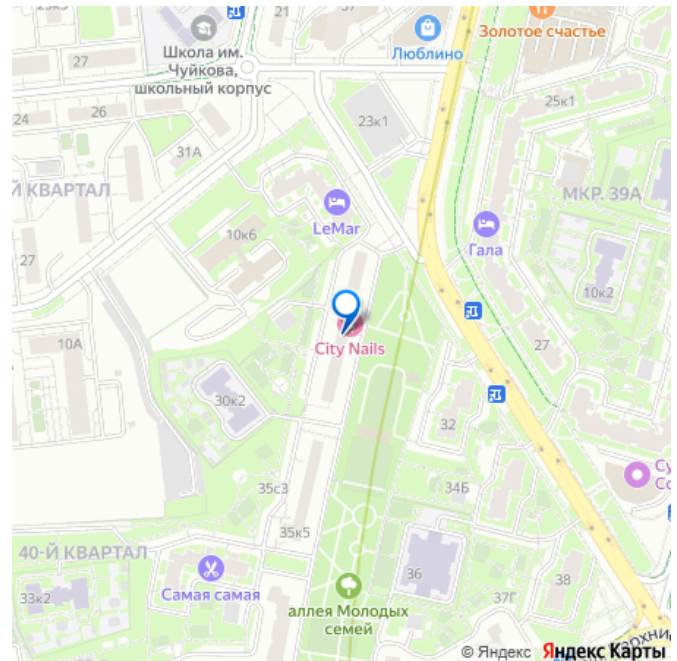 21
Золотое счастье
Школа им.
Чуйкова,
школьный корпус
Люблино
27
25к1
24
26
23к1
31А
Й КВАРТАЛ
МКР. 39А
LeMar
10к6
Гала
27
10к2
10А
City Nails
27
30к2
32
Су
Со
35с3
34Б
35к5
40-Й КВАРТАЛ
36
38
Самая самая
33к2
аллея Молодых
семей
37Г
© Яндекс Яндекс Карты